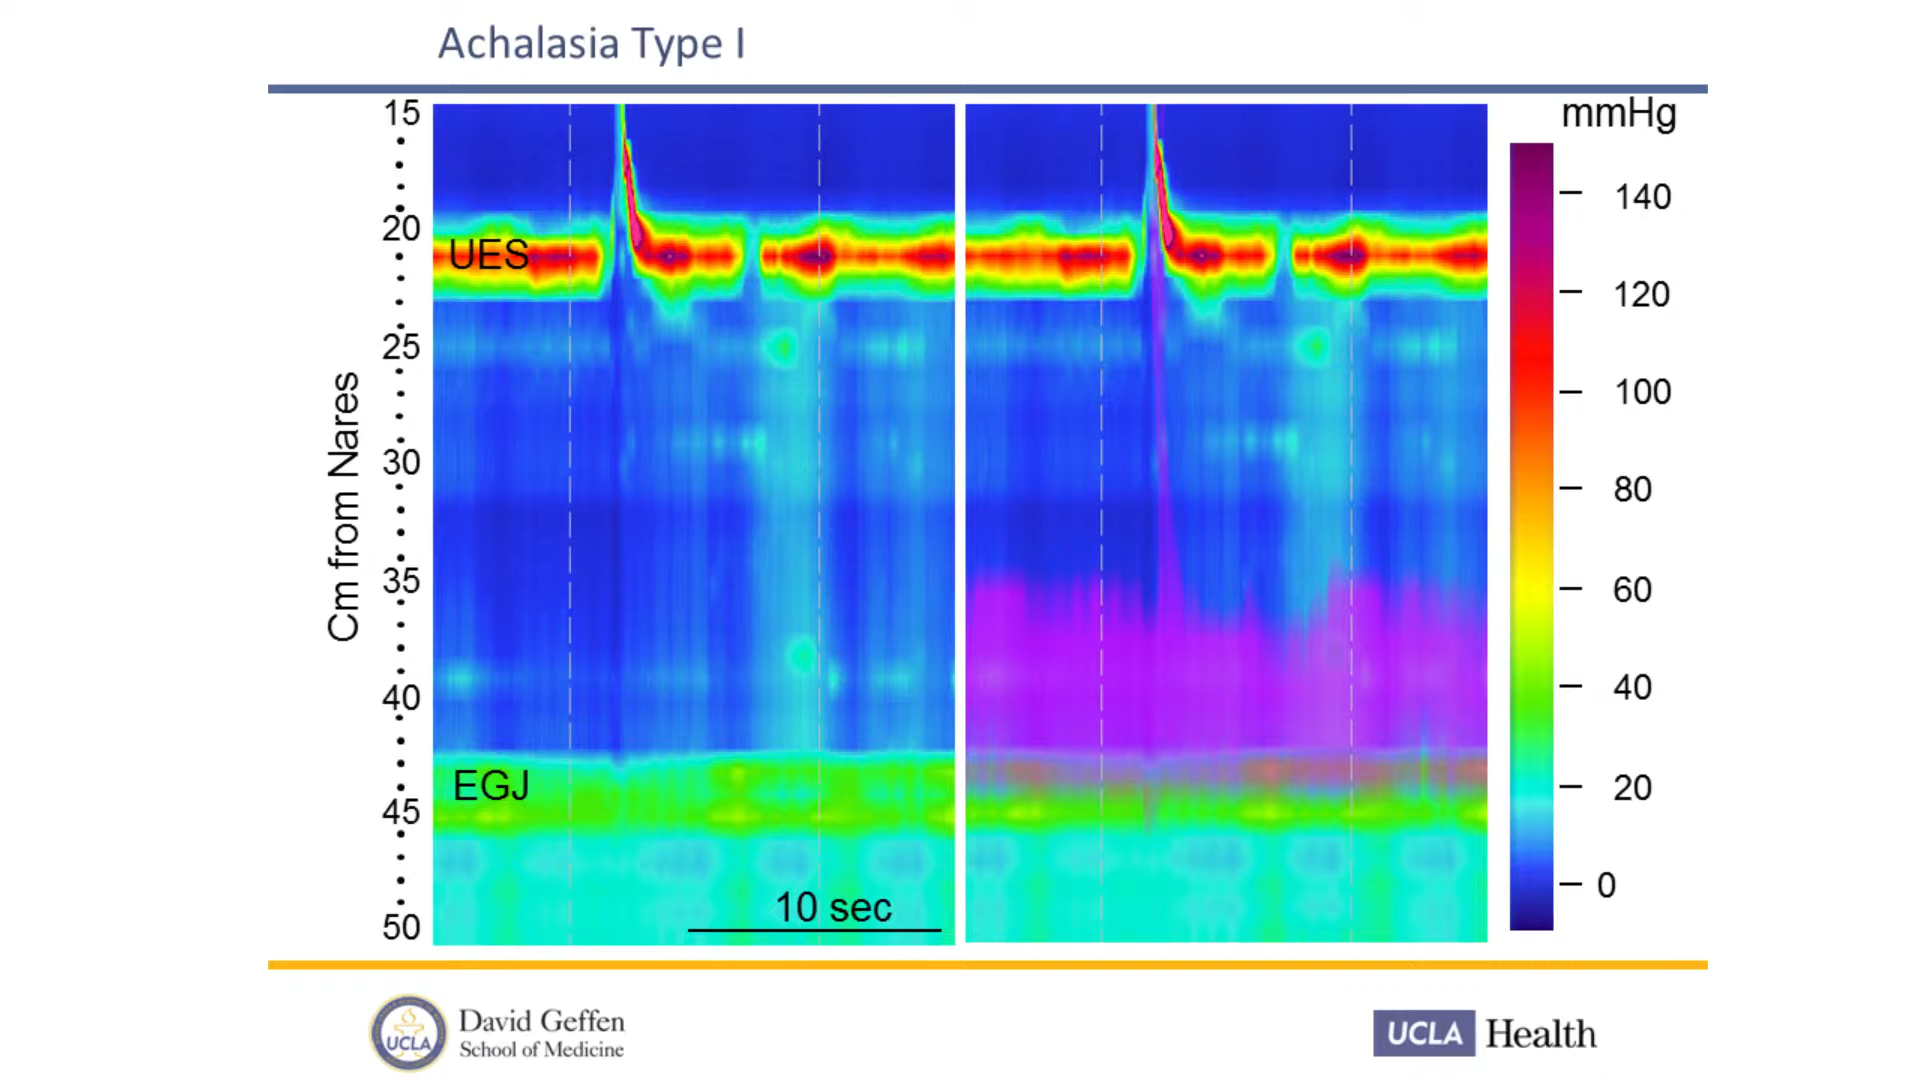 Achalasia Type I
mmHg
15
20
25
30
35
40
45
50
Cm from Nares
UES
EGJ
10 sec
140
120
100
80
60
40
20
0
UCLA
David Geffen
School of Medicine
UCLA Health